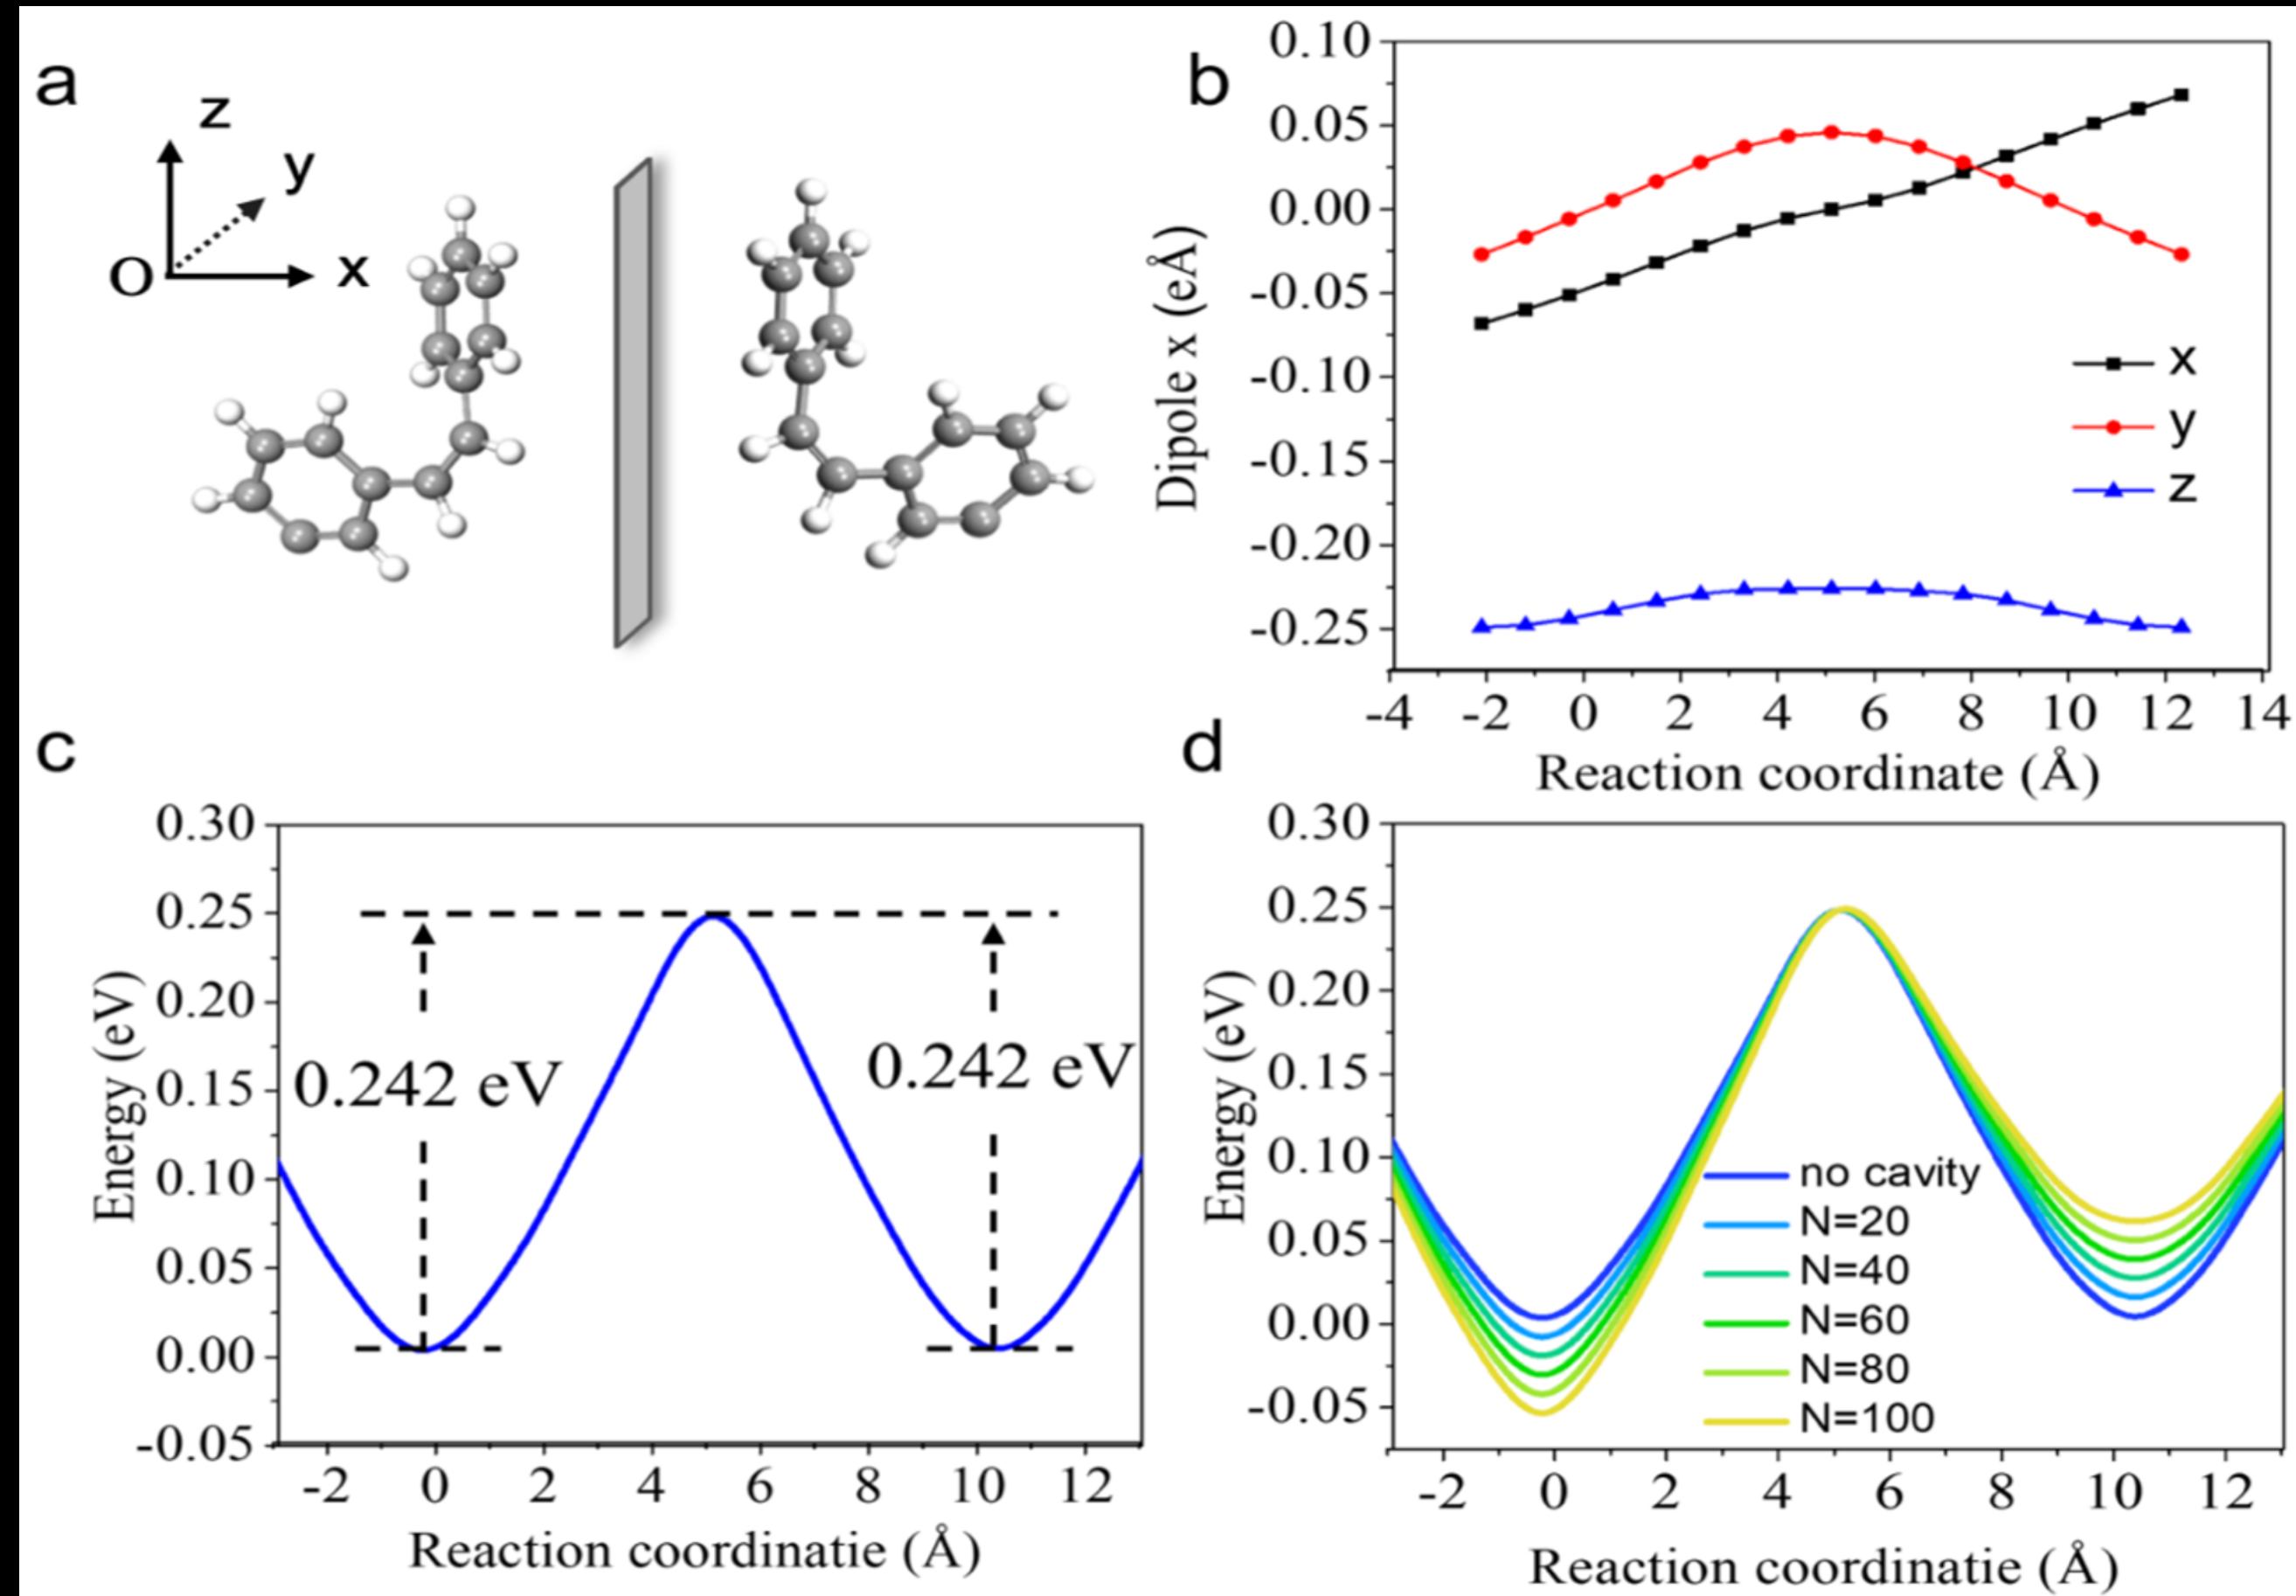 a
z
y
O
x
b
0.10
0.05
0.00
-0.05
-0.10
-0.15
-0.20
-0.25
Dipole x (eÅ)
x
y
z
-4 -2 0 2 4 6 8 10 12 14
Reaction coordinate (Å)
c
0.30
0.25
0.20
0.15
0.10
0.05
0.00
-0.05
Energy (eV)
0.242 eV
0.242 eV
-2 0 2 4 6 8 10 12
Reaction coordinatie (Å)
d
0.30
0.25
0.20
0.15
0.10
0.05
0.00
-0.05
Energy (eV)
no cavity
N=20
N=40
N=60
N=80
N=100
-2 0 2 4 6 8 10 12
Reaction coordinatie (Å)